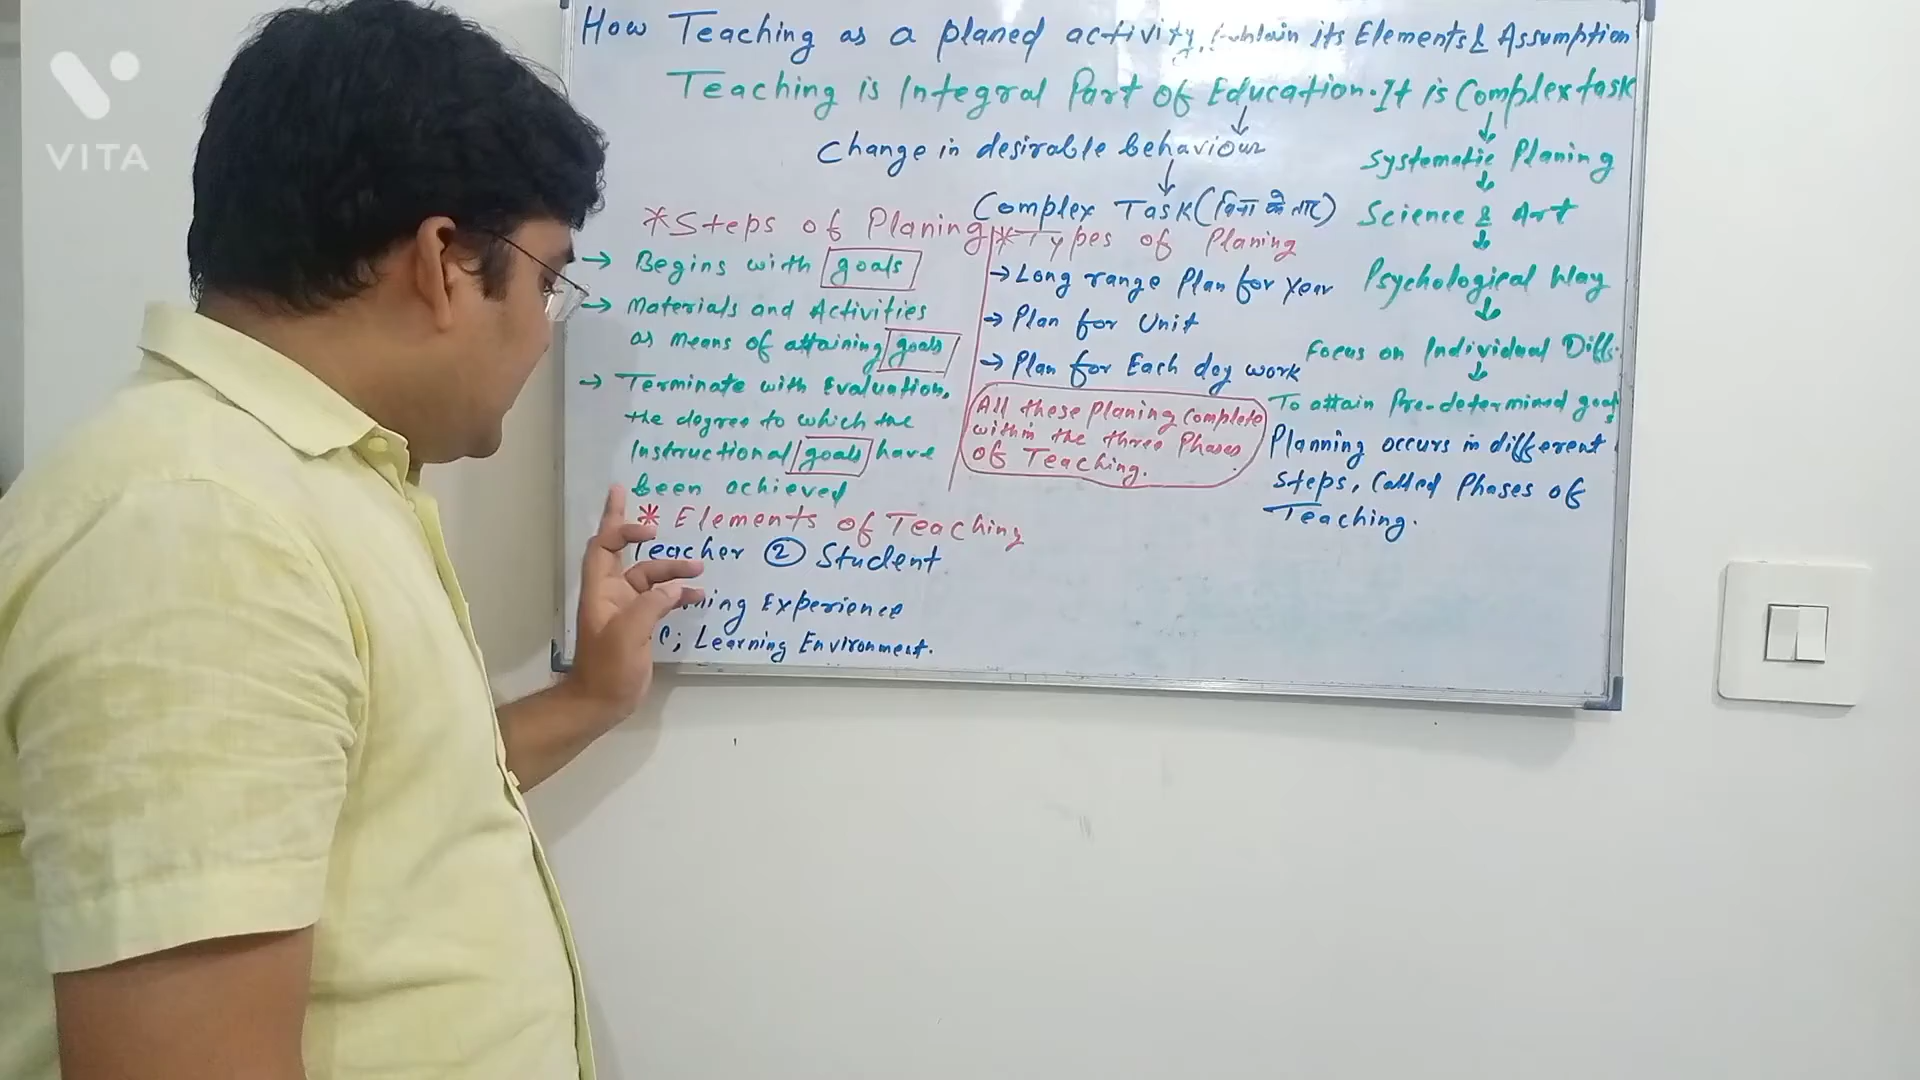 VITA
How Teaching as a planed activity, its Elements & Assumption
Teaching is Integral Part of Education. It is Complex task
Change in desirable behaviour
Complex Task (
Systematic Planing
Science & Art
Psychological Way
Focus on Individual Diff.
To attain Pre-determined goals
Planning occurs in different
Steps, Called Phases of
Teaching.
*Steps of Planing
→ Begins with goals
→ Materials and Activities
as means of attaining goals
→ Terminate with Evaluation,
the degree to which the
Instructional goals have
been achieved
*Types of Planing
→ Long range Plan for Year
→ Plan for Unit
→ Plan for Each day work
All these planing complete
within the three Phases
of Teaching.
* Elements of Teaching
Teacher ② Student
Experience
; Learning Environment.